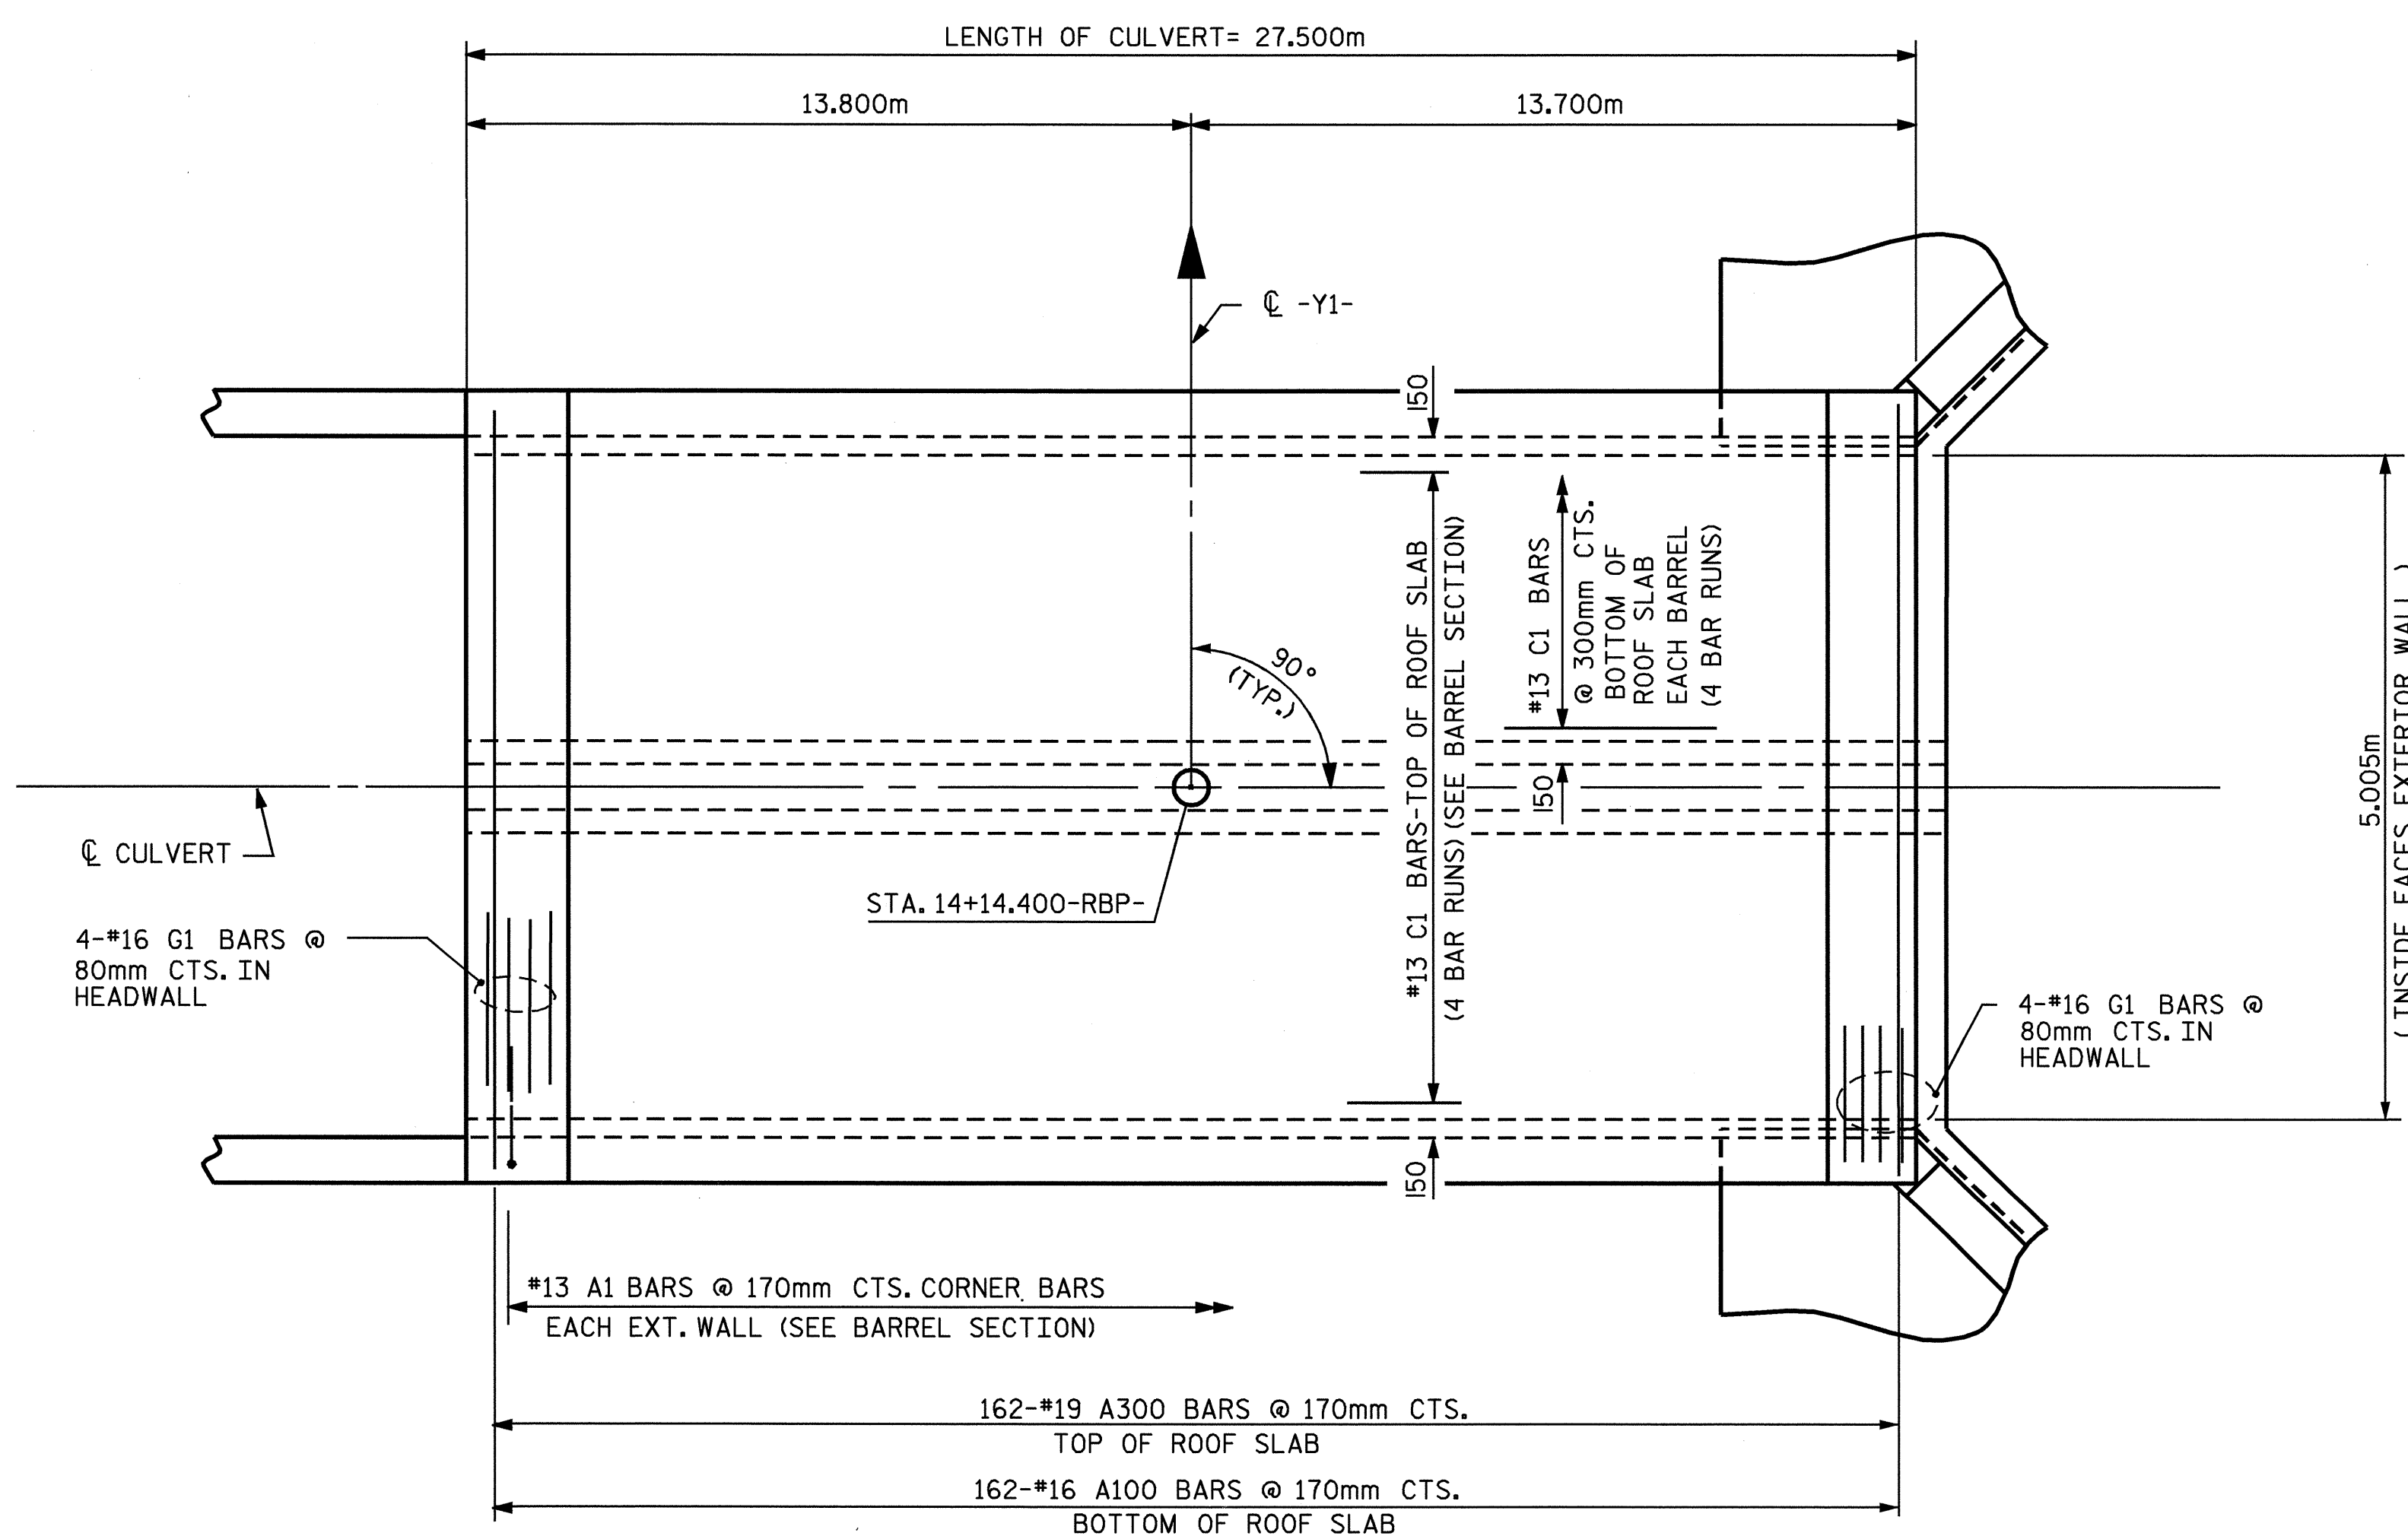 LENGTH OF CULVERT= 27.500m
13.800m
13.700m
℄ -Y1-
150
#13 C1 BARS-TOP OF ROOF SLAB
(4 BAR RUNS)(SEE BARREL SECTION)
#13 C1 BARS
@ 300mm CTS.
BOTTOM OF
ROOF SLAB
EACH BARREL
(4 BAR RUNS)
90°
(TYP.)
150
5.005m
(INSIDE FACES EXTERIOR WALL)
℄ CULVERT
STA. 14+14.400-RBP-
4-#16 G1 BARS @
80mm CTS. IN
HEADWALL
4-#16 G1 BARS @
80mm CTS. IN
HEADWALL
150
#13 A1 BARS @ 170mm CTS. CORNER BARS
EACH EXT. WALL (SEE BARREL SECTION)
162-#19 A300 BARS @ 170mm CTS.
TOP OF ROOF SLAB
162-#16 A100 BARS @ 170mm CTS.
BOTTOM OF ROOF SLAB